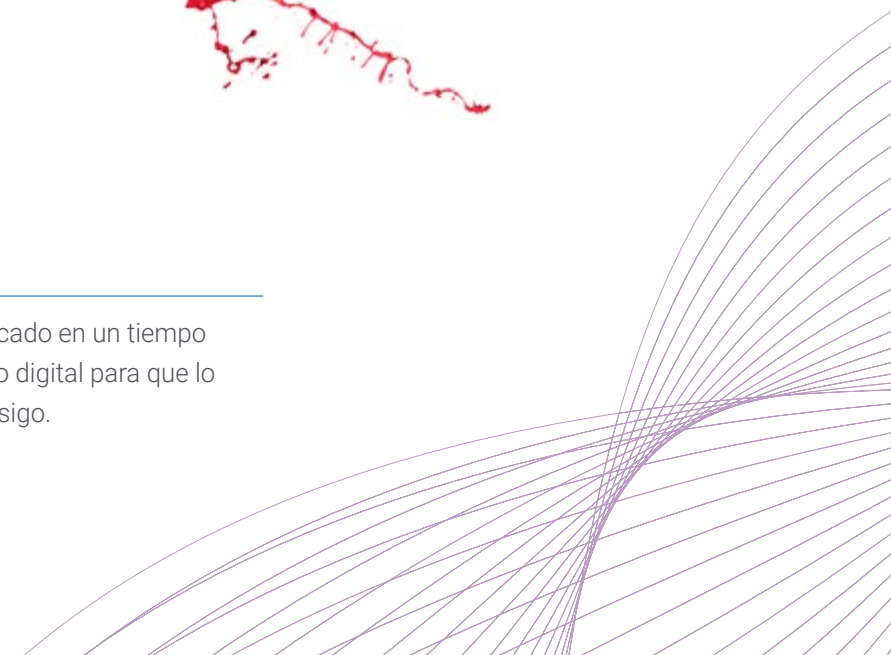 cado en un tiempo
o digital para que lo
sigo.